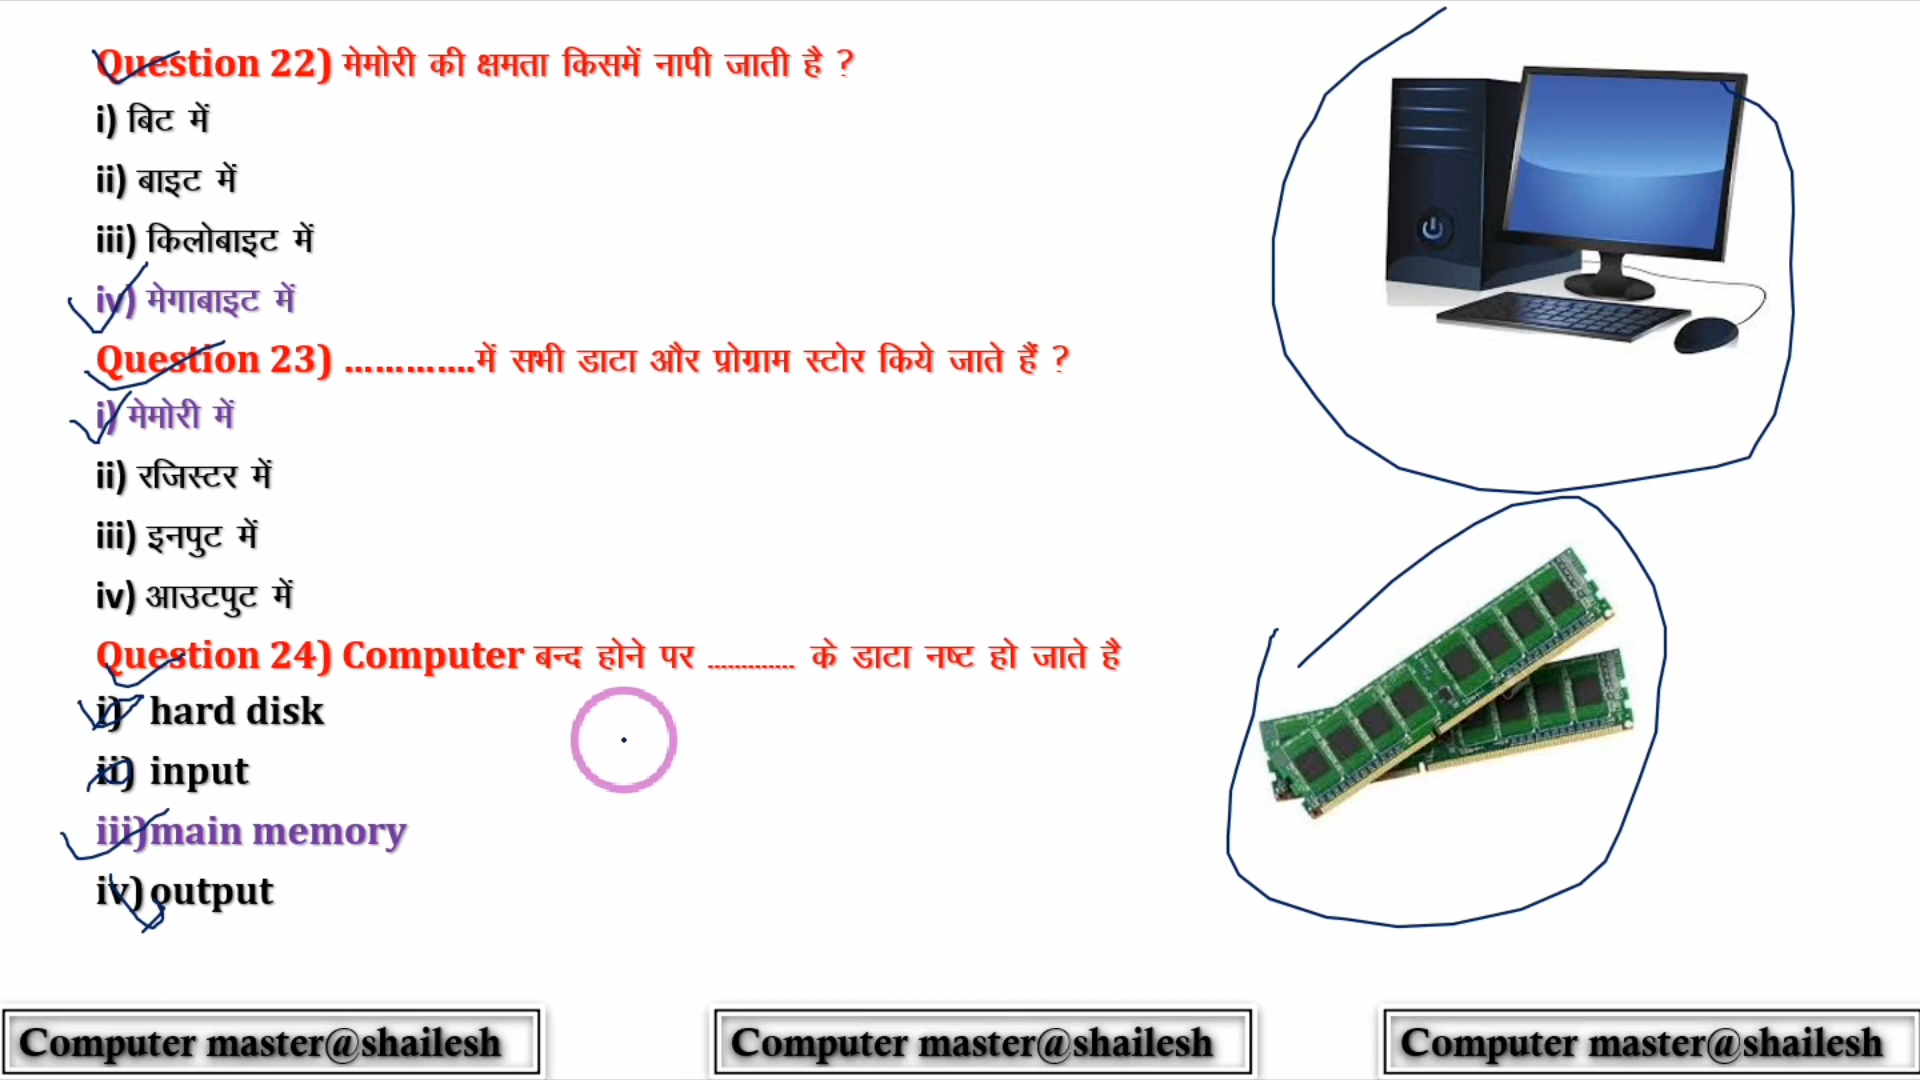 Question 22) मेमोरी की क्षमता किसमें नापी जाती है ?
i) बिट में
ii) बाइट में
iii) किलोबाइट में
iv) मेगाबाइट में
Question 23) .............में सभी डाटा और प्रोग्राम स्टोर किये जाते हैं ?
i) मेमोरी में
ii) रजिस्टर में
iii) इनपुट में
iv) आउटपुट में
Question 24) Computer बन्द होने पर ............. के डाटा नष्ट हो जाते है
i) hard disk
ii) input
iii)main memory
iv) output
Computer master@shailesh Computer master@shailesh Computer master@shailesh